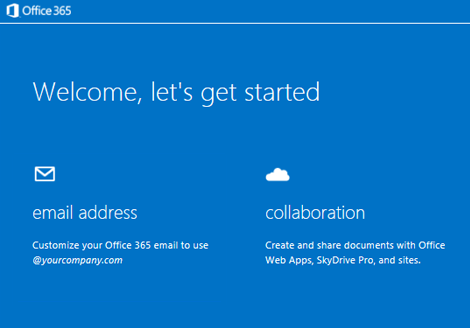 Office 365
Welcome, let's get started
email address
collaboration
Customize your Office 365 email to use
@yourcompany.com
Create and share documents with Office
Web Apps, SkyDrive Pro, and sites.